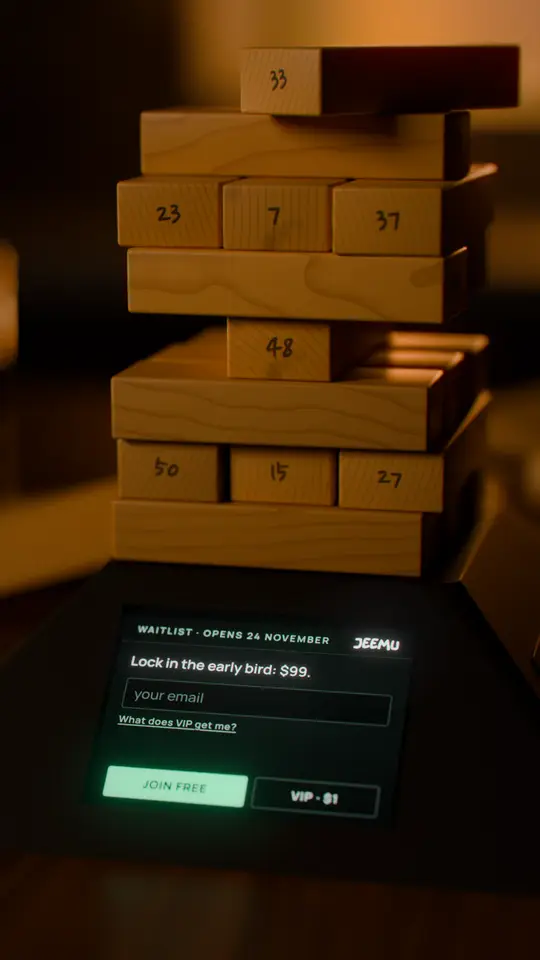 33
23 7 37
48
50 15 27
WAITLIST · OPENS 24 NOVEMBER JEEMU
Lock in the early bird: $99.
your email
What does VIP get me?
JOIN FREE VIP · $1